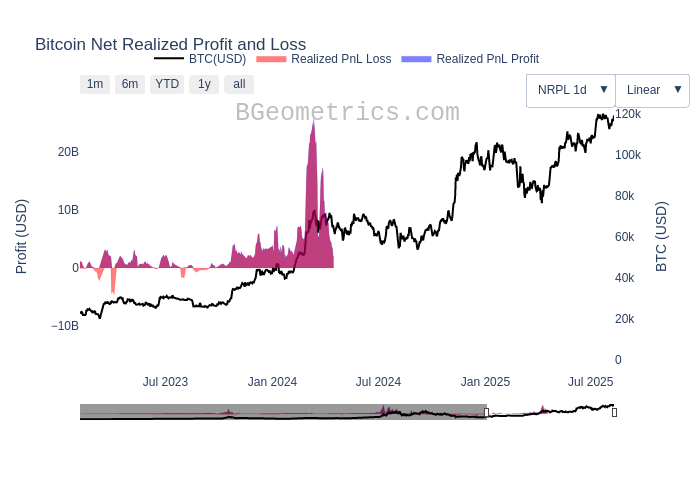 Bitcoin Net Realized Profit and Loss
BTC(USD) Realized PnL Loss Realized PnL Profit
1m 6m YTD 1y all NRPL 1d ▼ Linear ▼
BGeometrics.com
120k
20B 100k
10B 80k
60k
0 40k
−10B 20k
0
Profit (USD)
BTC (USD)
Jul 2023 Jan 2024 Jul 2024 Jan 2025 Jul 2025